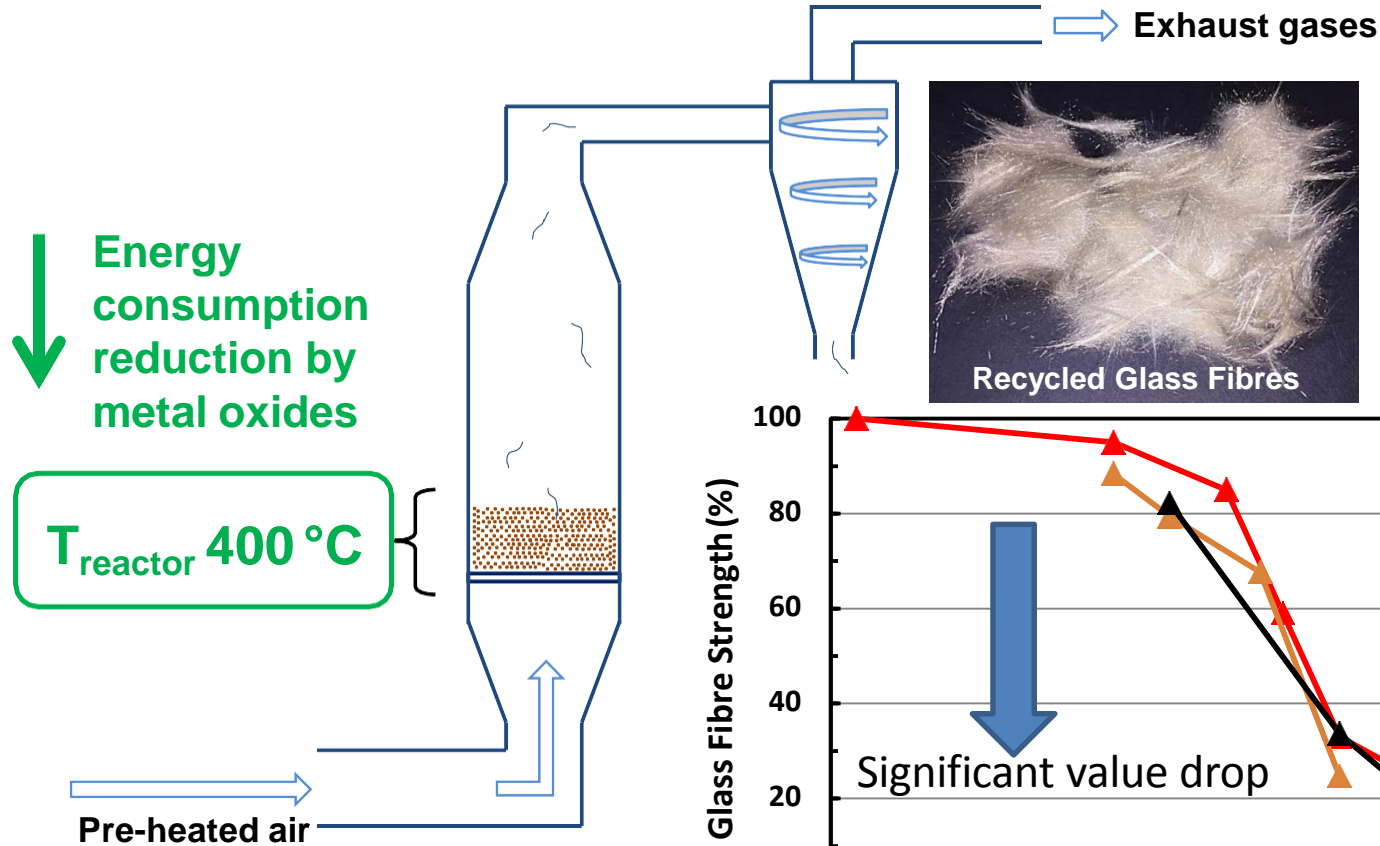 Exhaust gases
Energy
consumption
reduction by
metal oxides
Recycled Glass Fibres
T_reactor 400 °C
Pre-heated air
Glass Fibre Strength (%)
100
80
60
40
20
Significant value drop